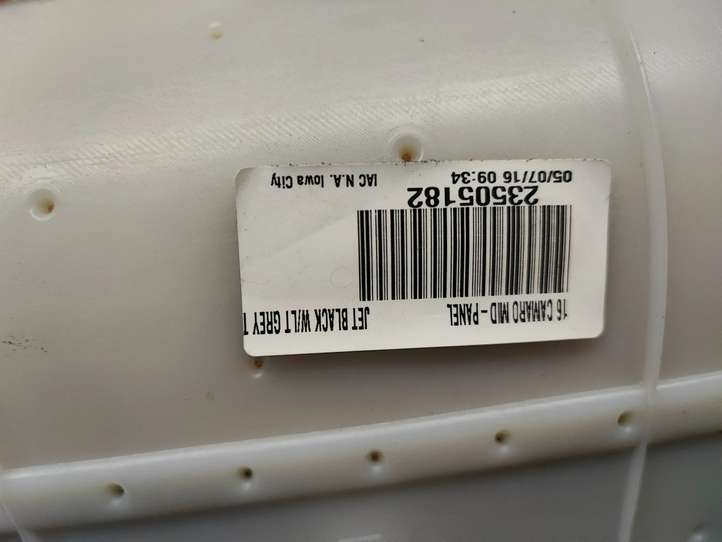 16 CAMARO MID-PANEL
JET BLACK W/LT GREY T
23505182
05/07/16 09:34 IAC N.A. Iowa City